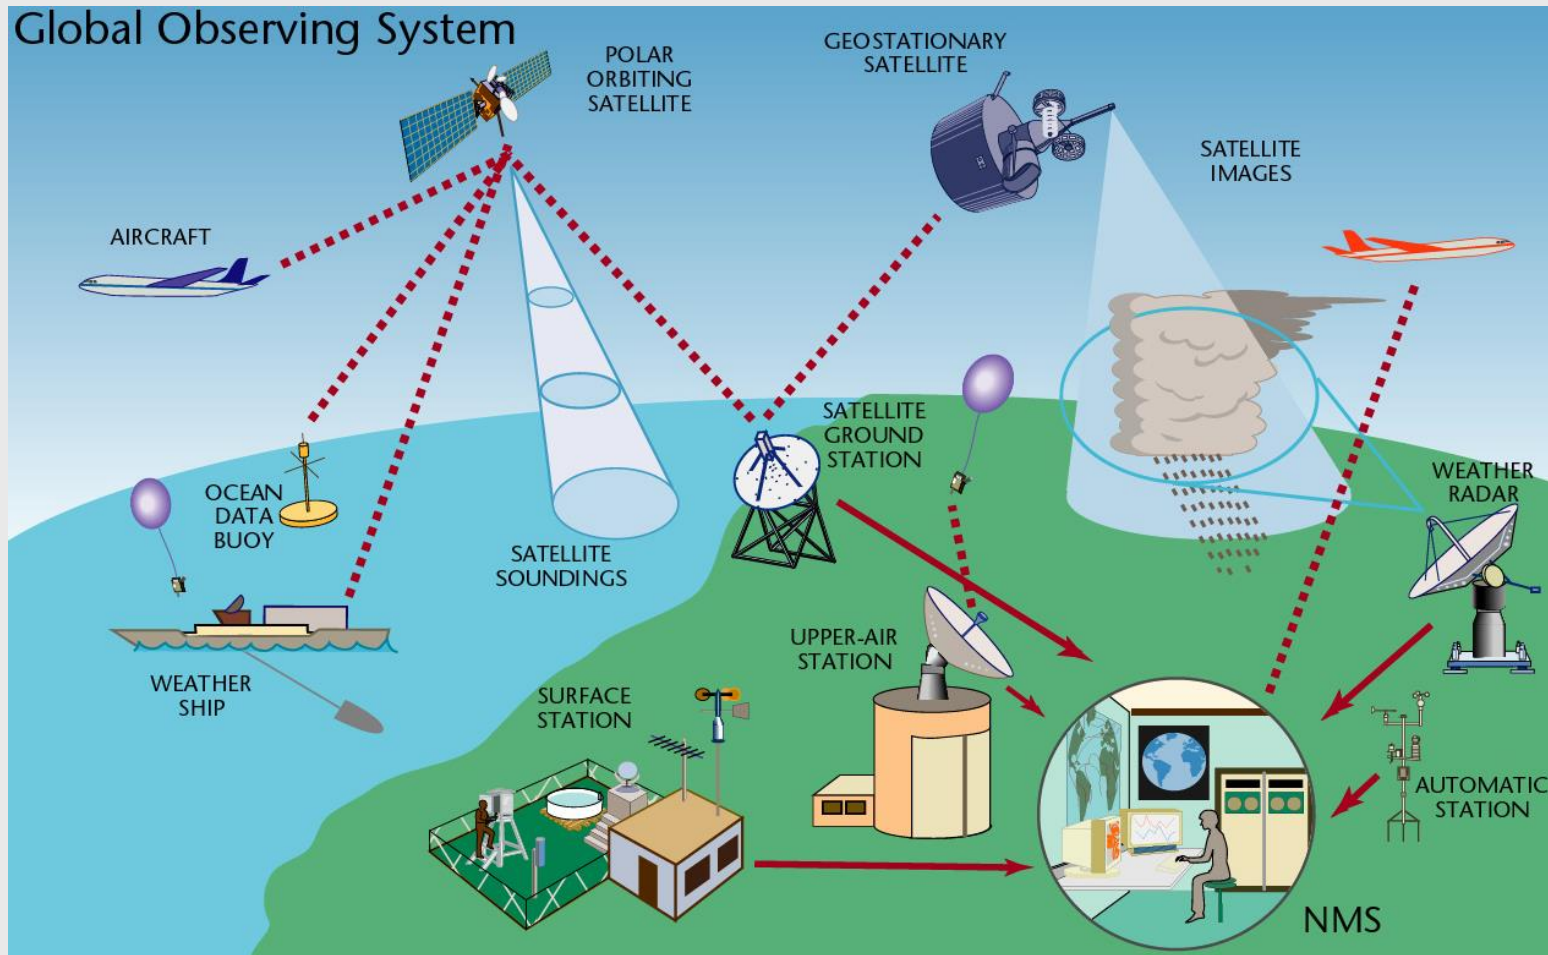 Global Observing System
POLAR
ORBITING
SATELLITE
GEOSTATIONARY
SATELLITE
SATELLITE
IMAGES
AIRCRAFT
SATELLITE
GROUND
STATION
WEATHER
RADAR
OCEAN
DATA
BUOY
SATELLITE
SOUNDINGS
UPPER-AIR
STATION
WEATHER
SHIP
SURFACE
STATION
AUTOMATIC
STATION
NMS